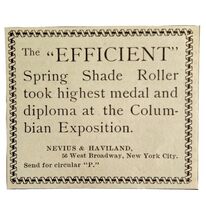 The "EFFICIENT"
Spring Shade Roller
took highest medal and
diploma at the Colum-
bian Exposition.
NEVIUS & HAVILAND,
56 West Broadway, New York City.
Send for circular "P."